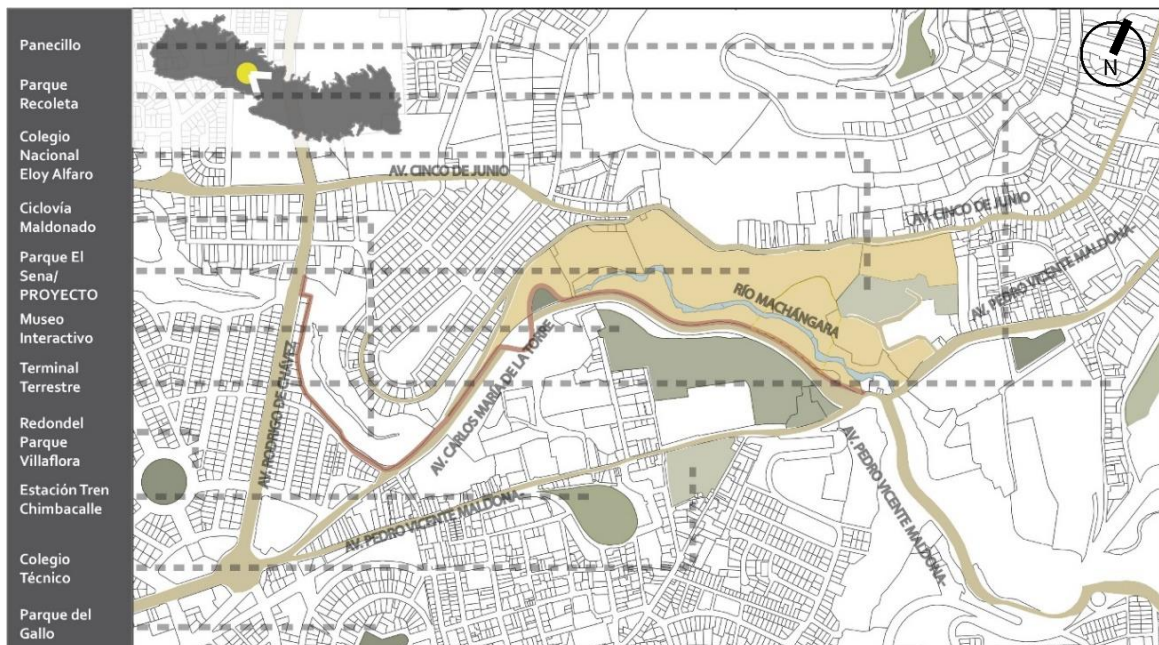 Panecillo
Parque
Recoleta
Colegio
Nacional
Eloy Alfaro
Ciclovía
Maldonado
Parque El
Sena/
PROYECTO
Museo
Interactivo
Terminal
Terrestre
Redondel
Parque
Villaflora
Estación Tren
Chimbacalle
Colegio
Técnico
Parque del
Gallo
N
AV. CINCO DE JUNIO
AV. CINCO DE JUNIO
AV. PEDRO VICENTE MALDONA-
RÍO MACHÁNGARA
AV. RODRIGO DE CHÁVEZ
AV. CARLOS MARÍA DE LA TORRE
AV. PEDRO VICENTE MALDONA-
AV. PEDRO VICENTE MALDONA-